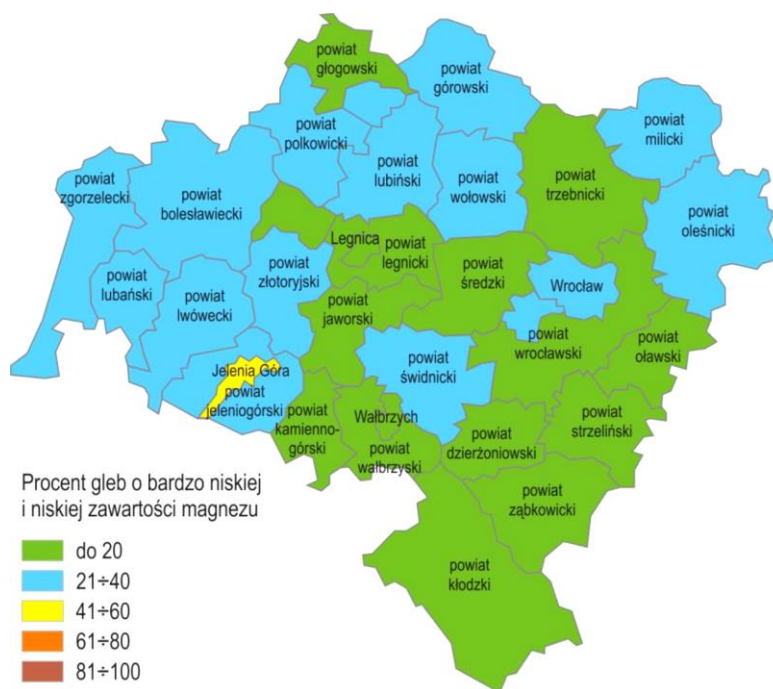 powiat
głogowski
powiat
górowski
powiat
polkowicki
powiat
lubiński
powiat
wołowski
powiat
trzebnicki
powiat
milicki
powiat
oleśnicki
powiat
zgorzelecki
powiat
bolesławiecki
Legnica
powiat
legnicki
powiat
złotoryjski
powiat
średzki
Wrocław
powiat
lubański
powiat
lwówecki
powiat
jaworski
powiat
wrocławski
powiat
oławski
Jelenia Góra
powiat
jeleniogórski
powiat
świdnicki
powiat
kamienno-
górski
Wałbrzych
powiat
wałbrzyski
powiat
dzierżoniowski
powiat
strzeliński
powiat
ząbkowicki
powiat
kłodzki
Procent gleb o bardzo niskiej
i niskiej zawartości magnezu
do 20
21÷40
41÷60
61÷80
81÷100